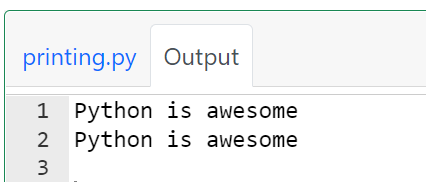 printing.py Output
1 Python is awesome
2 Python is awesome
3